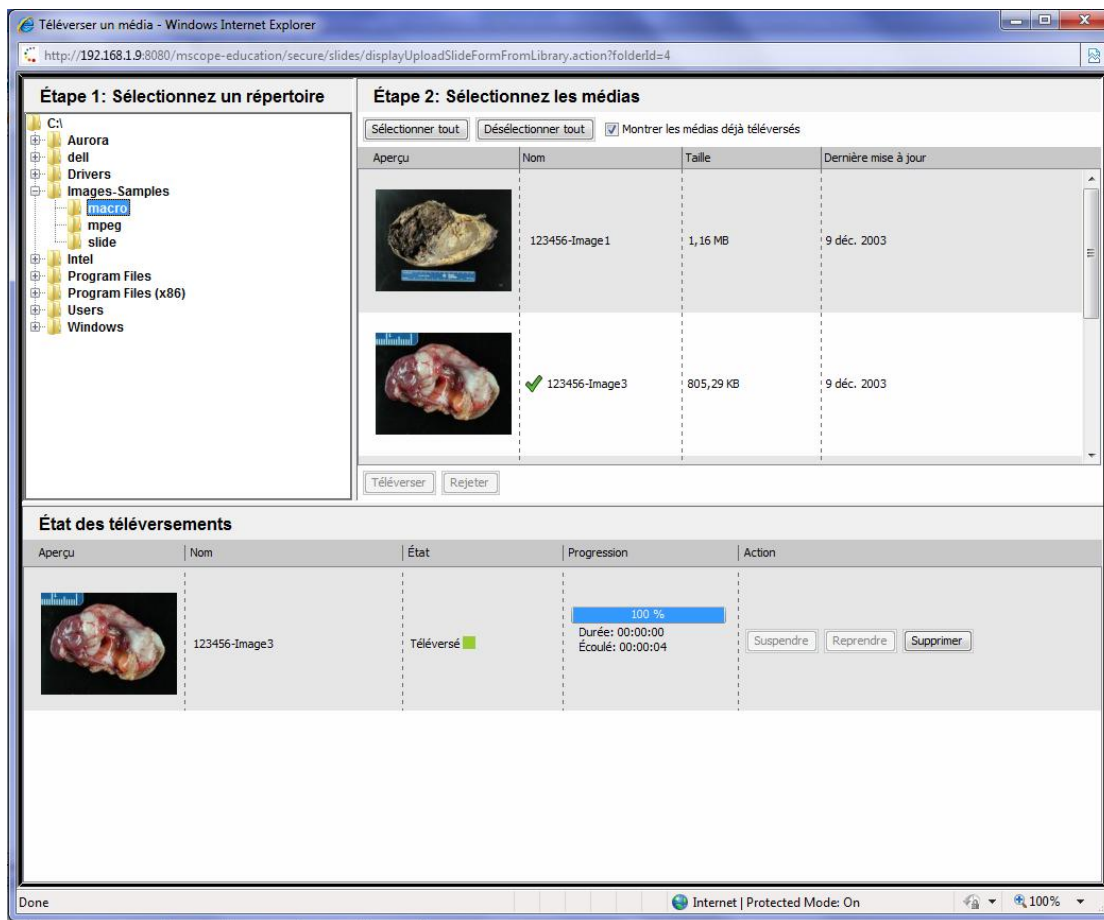 Téléverser un média - Windows Internet Explorer
http://192.168.1.9:8080/mscope-education/secure/slides/displayUploadSlideFormFromLibrary.action?folderId=4
Étape 1: Sélectionnez un répertoire
C:\
Aurora
dell
Drivers
Images-Samples
macro
mpeg
slide
Intel
Program Files
Program Files (x86)
Users
Windows
Étape 2: Sélectionnez les médias
Sélectionner tout Désélectionner tout Montrer les médias déjà téléversés
Aperçu Nom Taille Dernière mise à jour
123456-Image1 1,16 MB 9 déc. 2003
123456-Image3 805,29 KB 9 déc. 2003
Téléverser Rejeter
État des téléversements
Aperçu Nom État Progression Action
123456-Image3 Téléversé 100 %
Durée: 00:00:00
Écoulé: 00:00:04
Suspendre Reprendre Supprimer
Done Internet | Protected Mode: On 100%